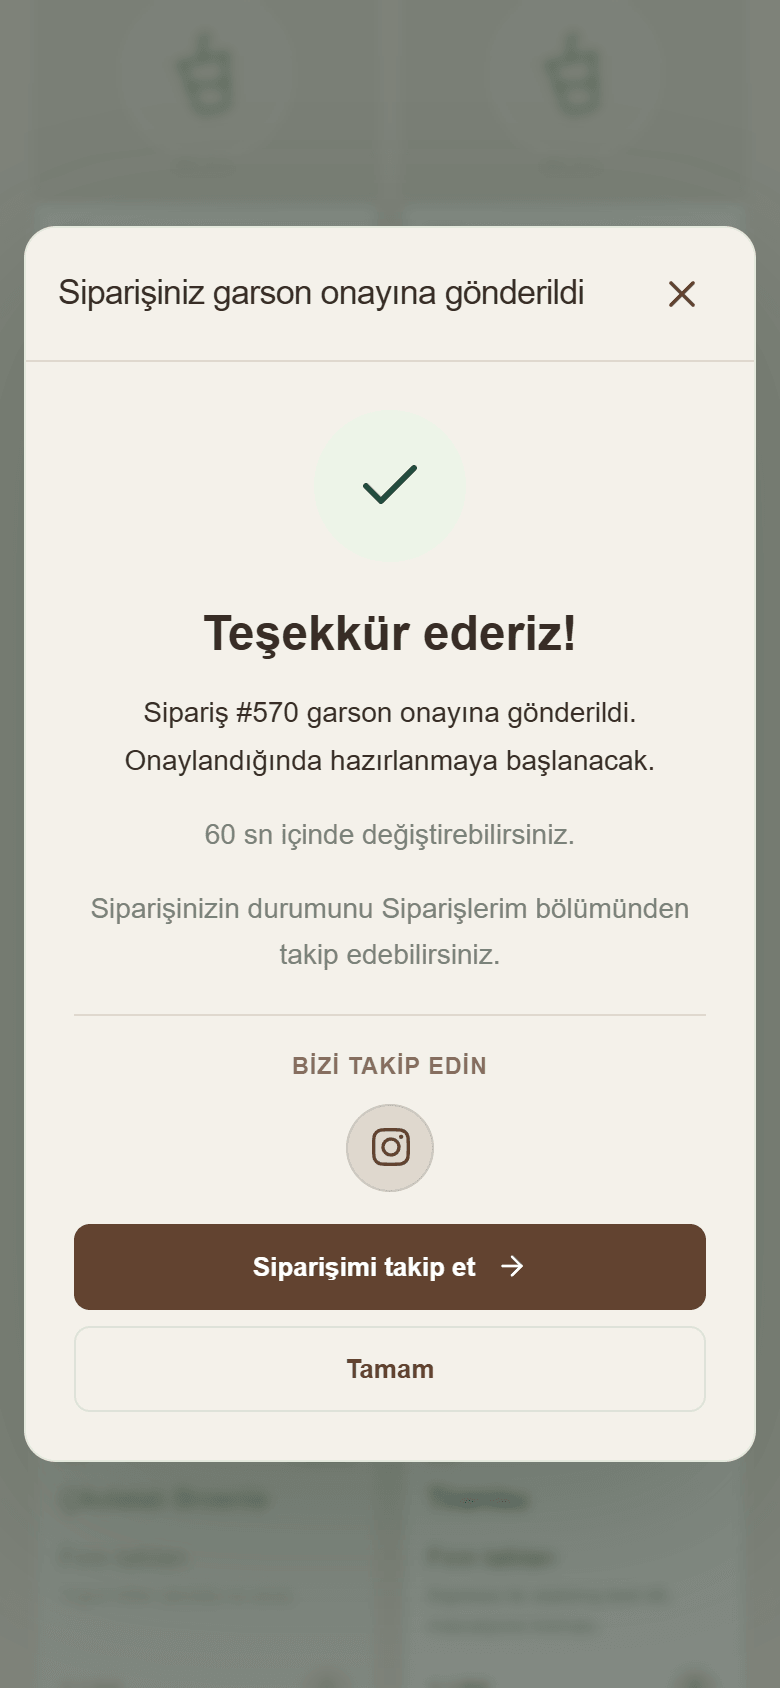 Siparişiniz garson onayına gönderildi
Teşekkür ederiz!
Sipariş #570 garson onayına gönderildi.
Onaylandığında hazırlanmaya başlanacak.
60 sn içinde değiştirebilirsiniz.
Siparişinizin durumunu Siparişlerim bölümünden
takip edebilirsiniz.
BİZİ TAKİP EDİN
Siparişimi takip et
Tamam